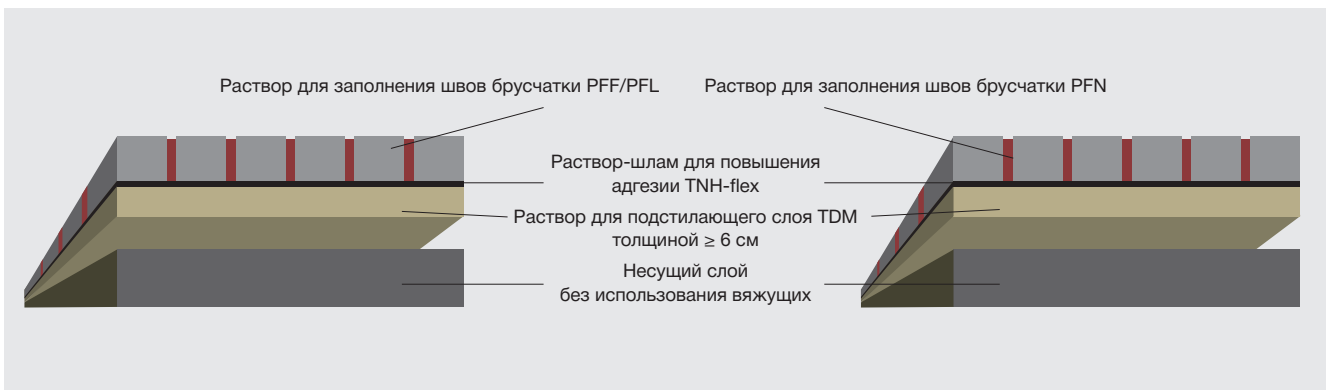 Раствор для заполнения швов брусчатки PFF/PFL
Раствор для заполнения швов брусчатки PFN
Раствор-шлам для повышения
адгезии TNH-flex
Раствор для подстилающего слоя TDM
толщиной ≥ 6 см
Несущий слой
без использования вяжущих